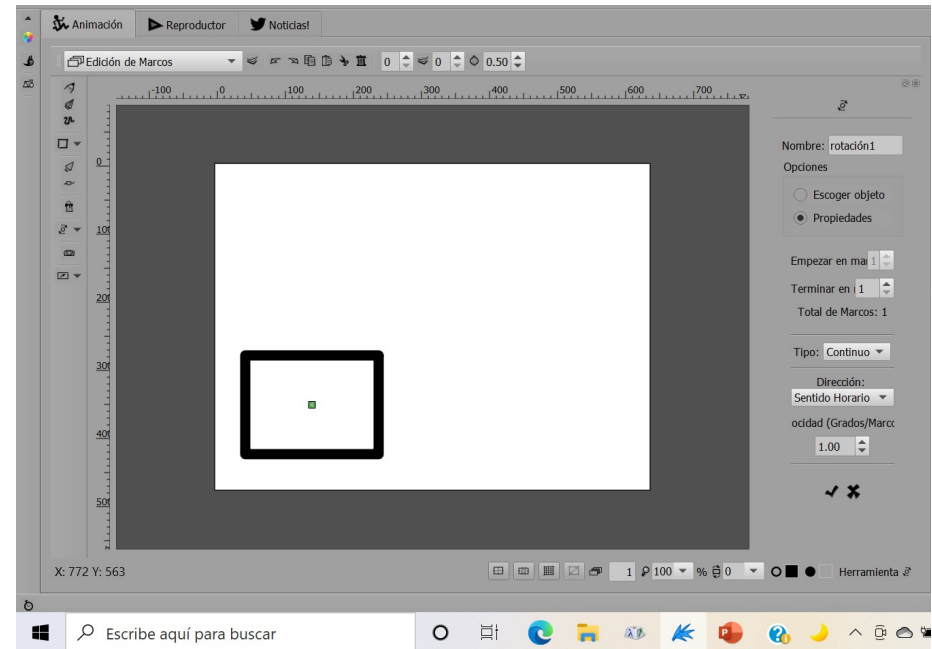 Animación Reproductor Noticias!
Edición de Marcos 0 0 0.50
-100 0 100 200 300 400 500 600 700
Nombre: rotación1
Opciones
0
Escoger objeto
Propiedades
100
Empezar en mar 1
Terminar en 1
200
Total de Marcos: 1
Tipo: Continuo
300
Dirección:
Sentido Horario
ocidad (Grados/Marco
400
1.00
500
X: 772 Y: 563 1 100 % 0 Herramienta
Escribe aquí para buscar